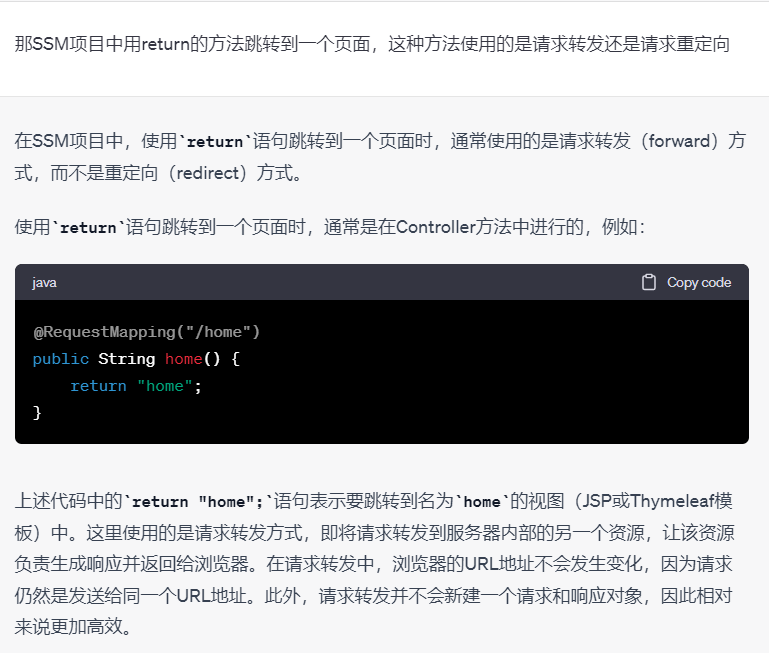 那SSM项目中用return的方法跳转到一个页面，这种方法使用的是请求转发还是请求重定向
在SSM项目中，使用`return`语句跳转到一个页面时，通常使用的是请求转发（forward）方
式，而不是重定向（redirect）方式。
使用`return`语句跳转到一个页面时，通常是在Controller方法中进行的，例如：
java Copy code
@RequestMapping("/home")
public String home() {
    return "home";
}
上述代码中的`return "home";`语句表示要跳转到名为`home`的视图（JSP或Thymeleaf模
板）中。这里使用的是请求转发方式，即将请求转发到服务器内部的另一个资源，让该资源
负责生成响应并返回给浏览器。在请求转发中，浏览器的URL地址不会发生变化，因为请求
仍然是发送给同一个URL地址。此外，请求转发并不会新建一个请求和响应对象，因此相对
来说更加高效。